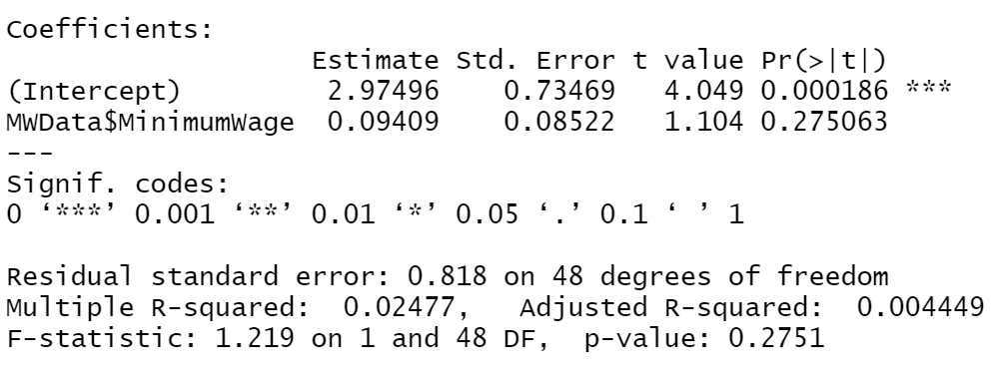 Coefficients:
Estimate Std. Error t value Pr(>|t|)
(Intercept) 2.97496 0.73469 4.049 0.000186 ***
MWData$MinimumWage 0.09409 0.08522 1.104 0.275063
---
Signif. codes:
0 ‘***’ 0.001 ‘**’ 0.01 ‘*’ 0.05 ‘.’ 0.1 ‘ ’ 1
Residual standard error: 0.818 on 48 degrees of freedom
Multiple R-squared: 0.02477, Adjusted R-squared: 0.004449
F-statistic: 1.219 on 1 and 48 DF, p-value: 0.2751